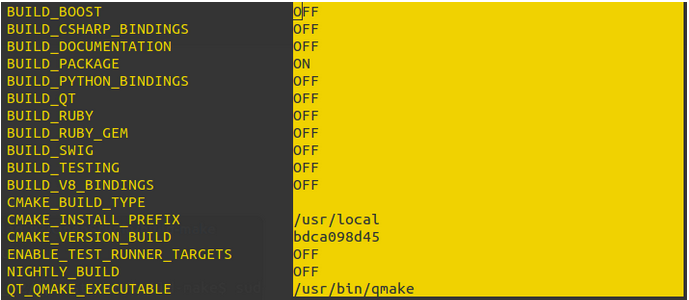 BUILD_BOOST OFF
BUILD_CSHARP_BINDINGS OFF
BUILD_DOCUMENTATION OFF
BUILD_PACKAGE ON
BUILD_PYTHON_BINDINGS OFF
BUILD_QT OFF
BUILD_RUBY OFF
BUILD_RUBY_GEM OFF
BUILD_SWIG OFF
BUILD_TESTING OFF
BUILD_V8_BINDINGS OFF
CMAKE_BUILD_TYPE
CMAKE_INSTALL_PREFIX /usr/local
CMAKE_VERSION_BUILD bdca098d45
ENABLE_TEST_RUNNER_TARGETS OFF
NIGHTLY_BUILD OFF
QT_QMAKE_EXECUTABLE /usr/bin/qmake